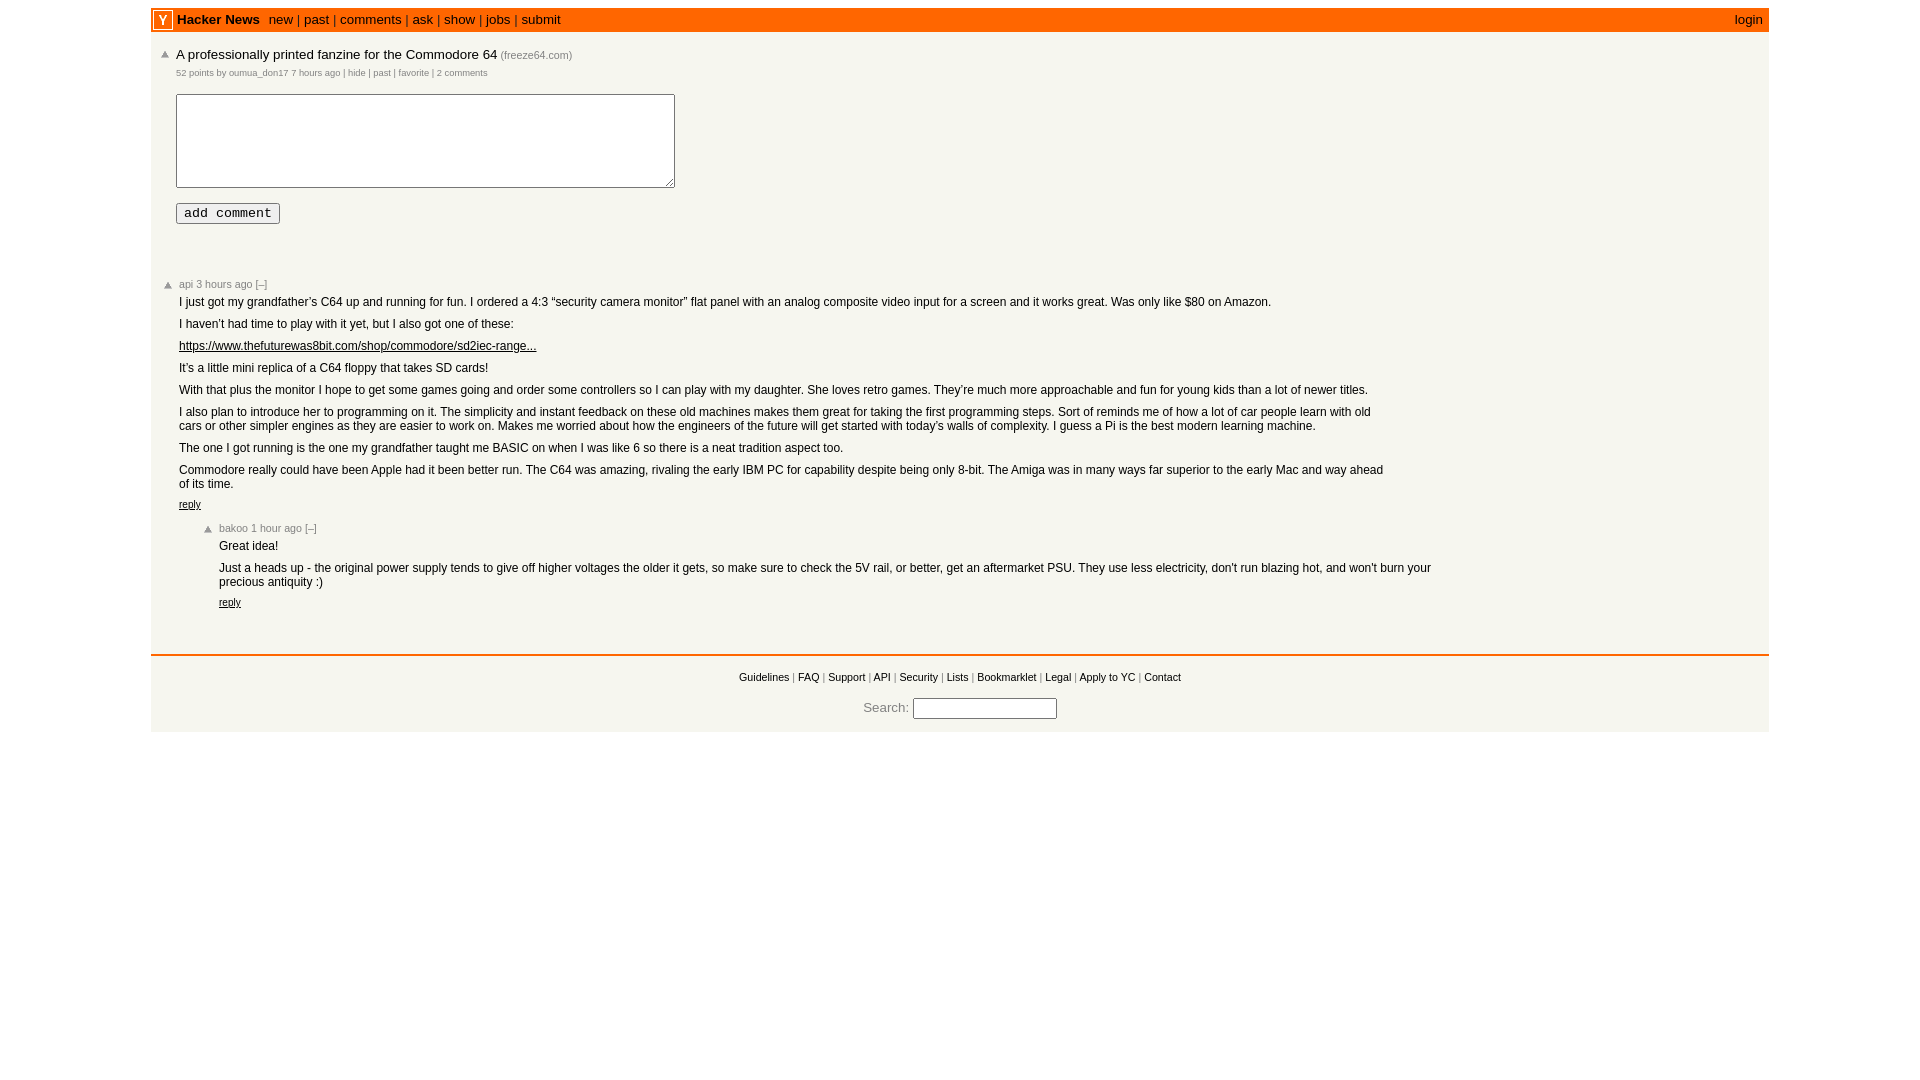 Y Hacker News new | past | comments | ask | show | jobs | submit login
A professionally printed fanzine for the Commodore 64 (freeze64.com)
52 points by oumua_don17 7 hours ago | hide | past | favorite | 2 comments
add comment
api 3 hours ago [–]
I just got my grandfather’s C64 up and running for fun. I ordered a 4:3 “security camera monitor” flat panel with an analog composite video input for a screen and it works great. Was only like $80 on Amazon.
I haven’t had time to play with it yet, but I also got one of these:
https://www.thefuturewas8bit.com/shop/commodore/sd2iec-range...
It’s a little mini replica of a C64 floppy that takes SD cards!
With that plus the monitor I hope to get some games going and order some controllers so I can play with my daughter. She loves retro games. They’re much more approachable and fun for young kids than a lot of newer titles.
I also plan to introduce her to programming on it. The simplicity and instant feedback on these old machines makes them great for taking the first programming steps. Sort of reminds me of how a lot of car people learn with old
cars or other simpler engines as they are easier to work on. Makes me worried about how the engineers of the future will get started with today’s walls of complexity. I guess a Pi is the best modern learning machine.
The one I got running is the one my grandfather taught me BASIC on when I was like 6 so there is a neat tradition aspect too.
Commodore really could have been Apple had it been better run. The C64 was amazing, rivaling the early IBM PC for capability despite being only 8-bit. The Amiga was in many ways far superior to the early Mac and way ahead
of its time.
reply
bakoo 1 hour ago [–]
Great idea!
Just a heads up - the original power supply tends to give off higher voltages the older it gets, so make sure to check the 5V rail, or better, get an aftermarket PSU. They use less electricity, don't run blazing hot, and won't burn your
precious antiquity :)
reply
Guidelines | FAQ | Support | API | Security | Lists | Bookmarklet | Legal | Apply to YC | Contact
Search: